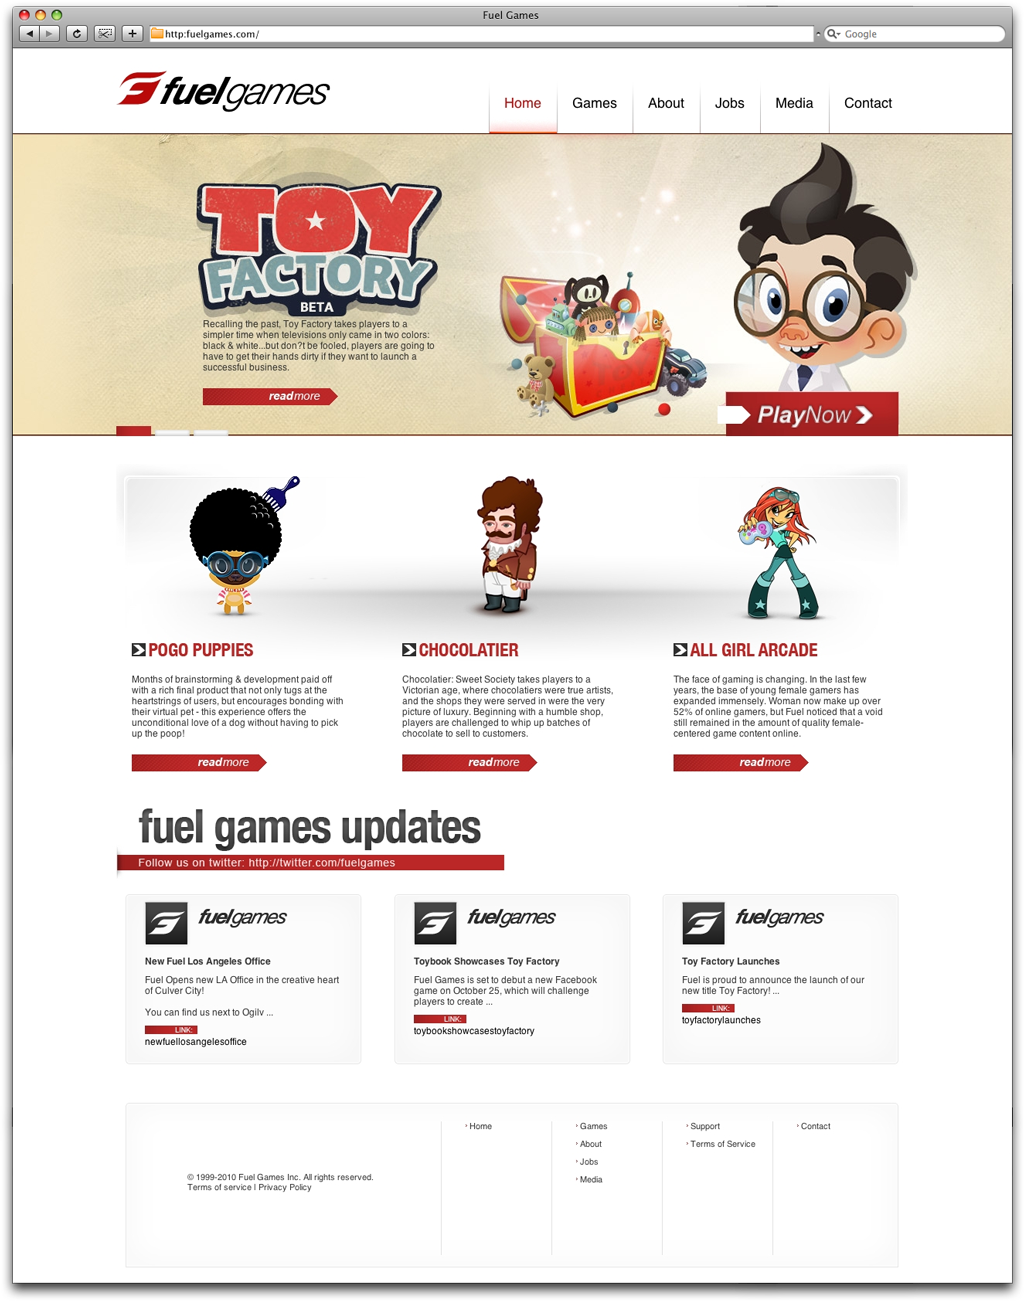 Fuel Games
http:fuelgames.com/
Google
fuelgames
Home
Games
About
Jobs
Media
Contact
TOY
FACTORY
BETA
Recalling the past, Toy Factory takes players to a
simpler time when televisions only came in two colors:
black & white...but don?t be fooled, players are going to
have to get their hands dirty if they want to launch a
successful business.
readmore
PlayNow
POGO PUPPIES
Months of brainstorming & development paid off
with a rich final product that not only tugs at the
heartstrings of users, but encourages bonding with
their virtual pet - this experience offers the
unconditional love of a dog without having to pick
up the poop!
readmore
CHOCOLATIER
Chocolatier: Sweet Society takes players to a
Victorian age, where chocolatiers were true artists,
and the shops they were served in were the very
picture of luxury. Beginning with a humble shop,
players are challenged to whip up batches of
chocolate to sell to customers.
readmore
ALL GIRL ARCADE
The face of gaming is changing. In the last few
years, the base of young female gamers has
expanded immensely. Woman now make up over
52% of online gamers, but Fuel noticed that a void
still remained in the amount of quality female-
centered game content online.
readmore
fuel games updates
Follow us on twitter: http://twitter.com/fuelgames
fuelgames
New Fuel Los Angeles Office
Fuel Opens new LA Office in the creative heart
of Culver City!
You can find us next to Ogilv ...
LINK:
newfuellosangelesoffice
fuelgames
Toybook Showcases Toy Factory
Fuel Games is set to debut a new Facebook
game on October 25, which will challenge
players to create ...
LINK:
toybookshowcasestoyfactory
fuelgames
Toy Factory Launches
Fuel is proud to announce the launch of our
new title Toy Factory! ...
LINK:
toyfactorylaunches
© 1999-2010 Fuel Games Inc. All rights reserved.
Terms of service | Privacy Policy
Home
Games
About
Jobs
Media
Support
Terms of Service
Contact